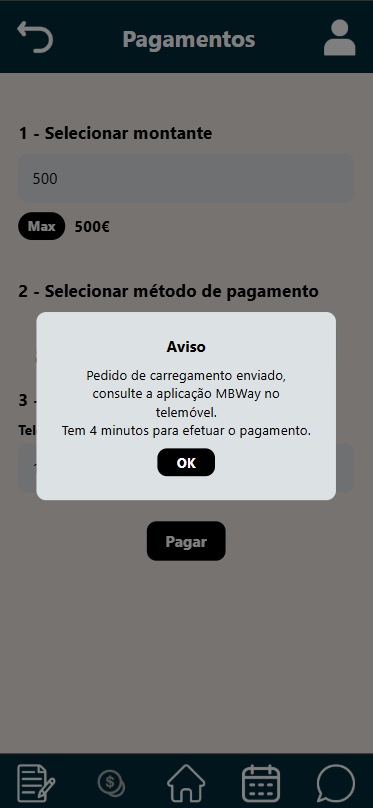 Pagamentos
1 - Selecionar montante
500
Max 500€
2 - Selecionar método de pagamento
Aviso
Pedido de carregamento enviado,
consulte a aplicação MBWay no
telemóvel.
Tem 4 minutos para efetuar o pagamento.
OK
3 -
Pagar